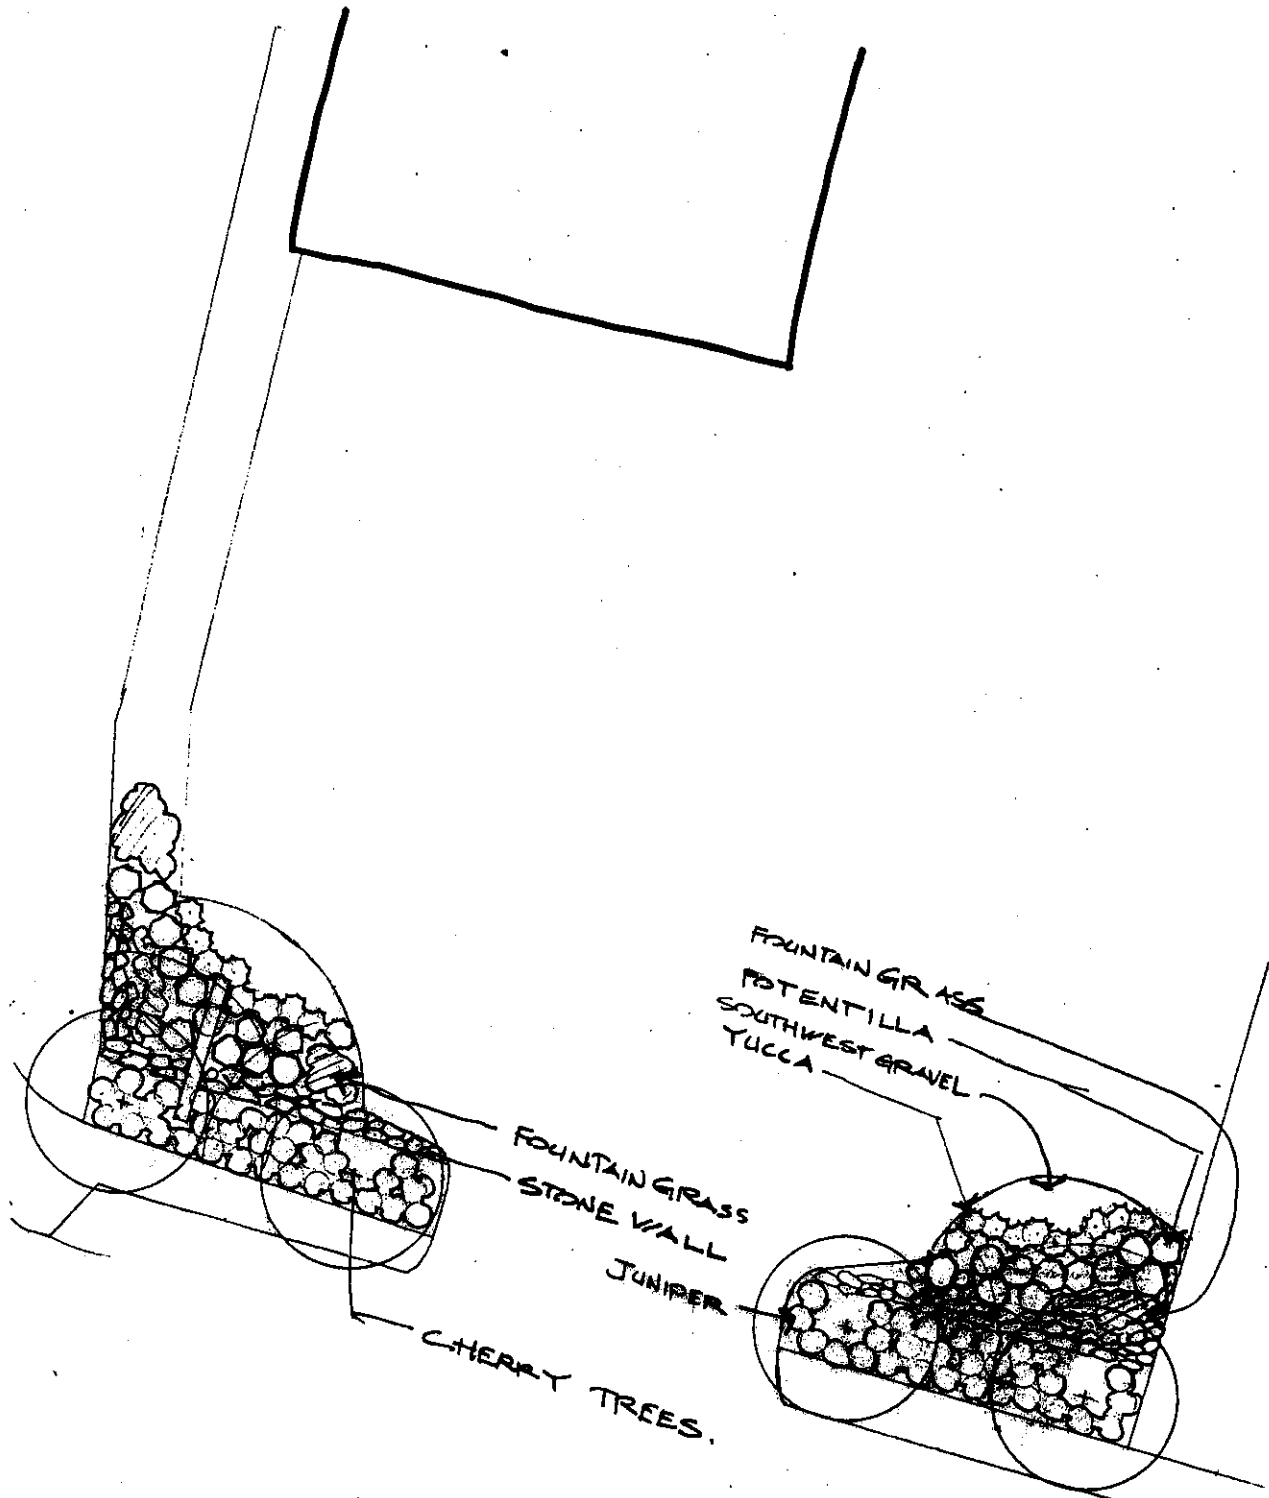 FOUNTAIN GRASS
POTENTILLA
SOUTHWEST GRAVEL
YUCCA
FOUNTAIN GRASS
STONE WALL
JUNIPER
CHERRY TREES.